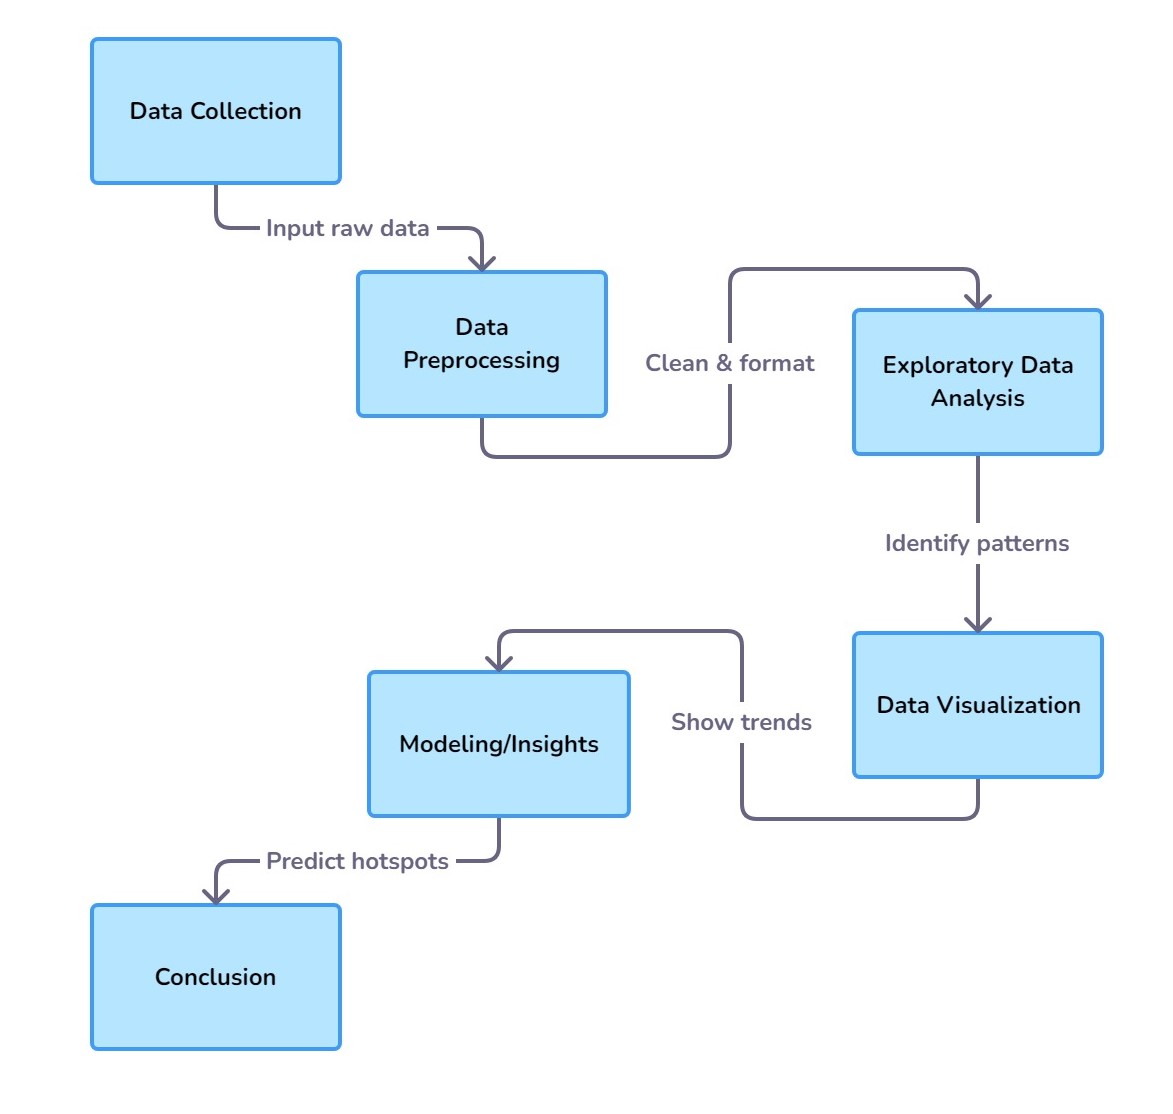 Data Collection
Input raw data
Data
Preprocessing
Clean & format
Exploratory Data
Analysis
Identify patterns
Data Visualization
Show trends
Modeling/Insights
Predict hotspots
Conclusion